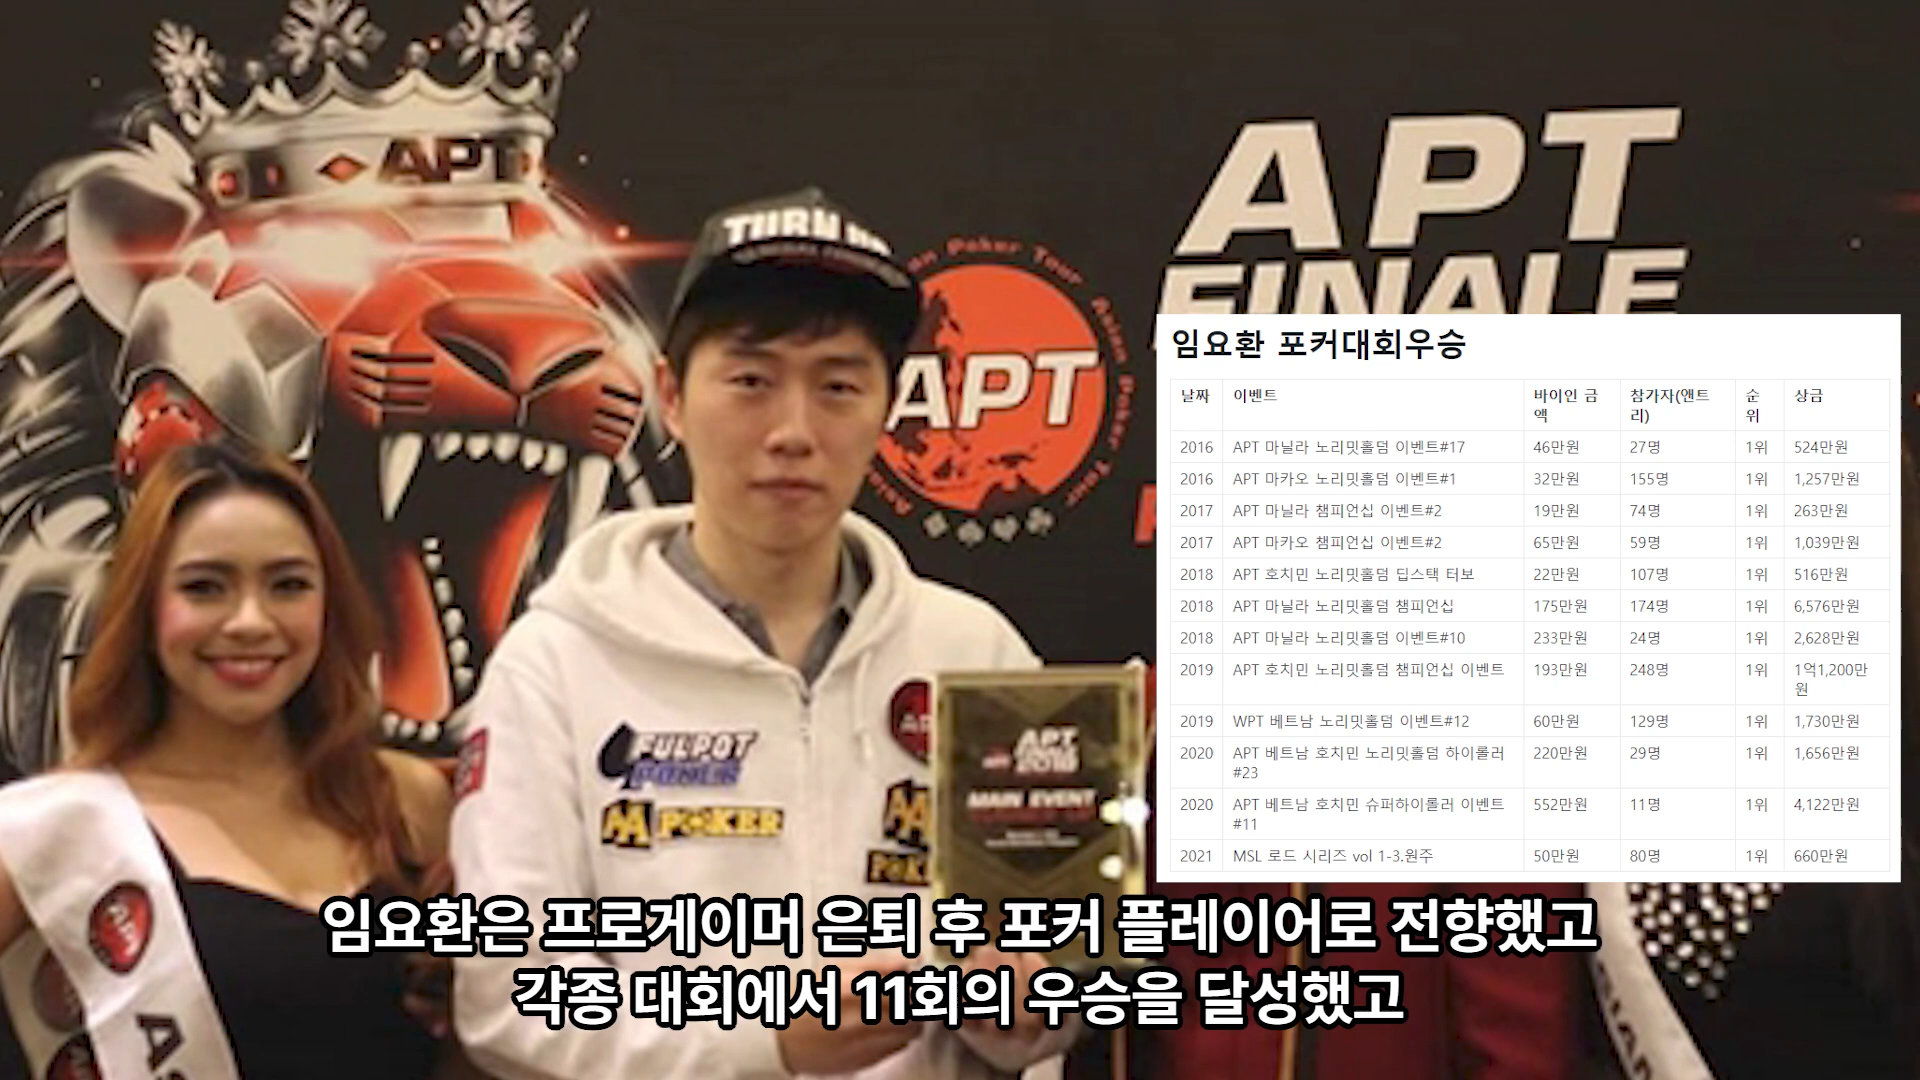 APT
TURN UP
APT
FINALE
Asian Poker Tour
APT
임요환 포커대회우승
날짜 이벤트 바이인 금액 참가자(엔트리) 순위 상금
2016 APT 마닐라 노리밋홀덤 이벤트#17 46만원 27명 1위 524만원
2016 APT 마카오 노리밋홀덤 이벤트#1 32만원 155명 1위 1,257만원
2017 APT 마닐라 챔피언십 이벤트#2 19만원 74명 1위 263만원
2017 APT 마카오 챔피언십 이벤트#2 65만원 59명 1위 1,039만원
2018 APT 호치민 노리밋홀덤 딥스택 터보 22만원 107명 1위 516만원
2018 APT 마닐라 노리밋홀덤 챔피언십 175만원 174명 1위 6,576만원
2018 APT 마닐라 노리밋홀덤 이벤트#10 233만원 24명 1위 2,628만원
2019 APT 호치민 노리밋홀덤 챔피언십 이벤트 193만원 248명 1위 1억1,200만원
2019 WPT 베트남 노리밋홀덤 이벤트#12 60만원 129명 1위 1,730만원
2020 APT 베트남 호치민 노리밋홀덤 하이롤러 #23 220만원 29명 1위 1,656만원
2020 APT 베트남 호치민 슈퍼하이롤러 이벤트 #11 552만원 11명 1위 4,122만원
2021 MSL 로드 시리즈 vol 1-3.원주 50만원 80명 1위 660만원
FULPOT
POKER
AA POKER
APT
MAIN EVENT
임요환은 프로게이머 은퇴 후 포커 플레이어로 전향했고
각종 대회에서 11회의 우승을 달성했고